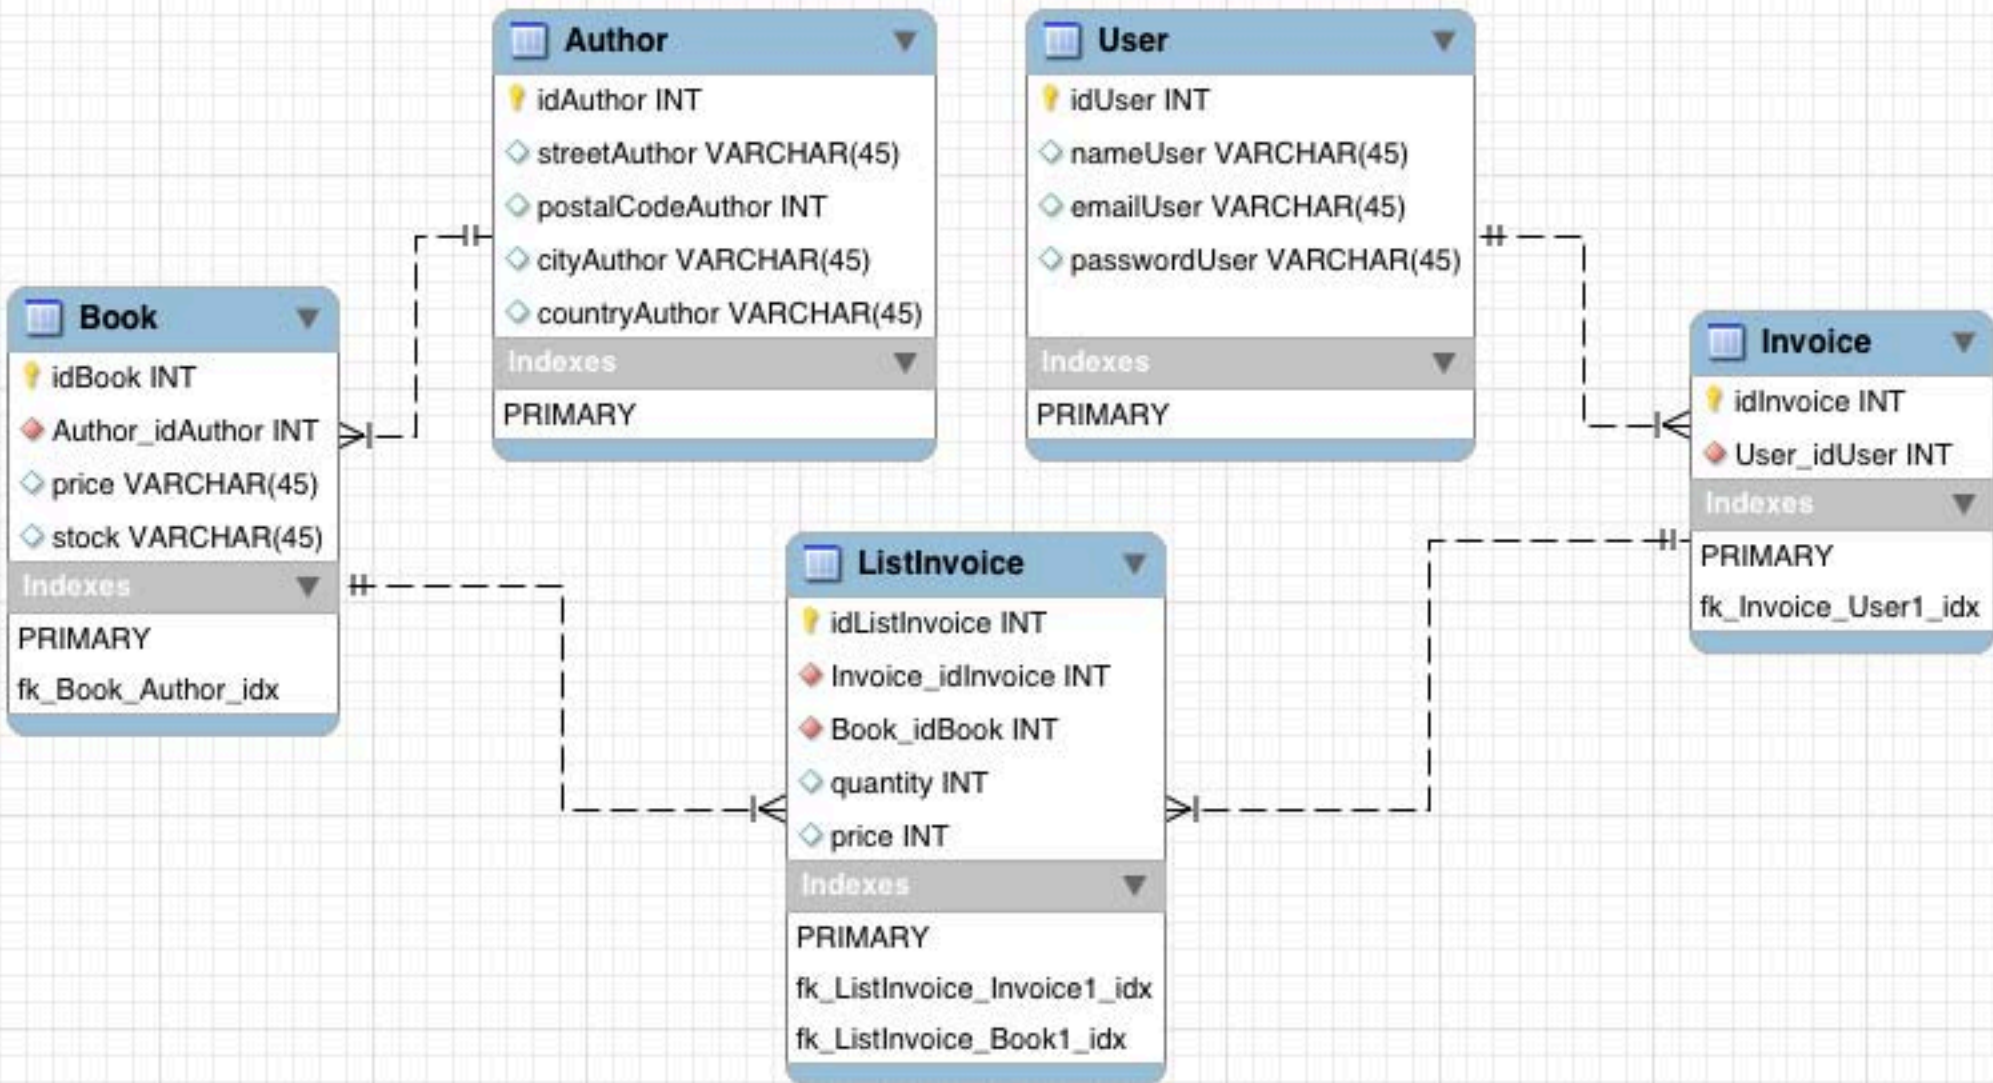 Author
idAuthor INT
streetAuthor VARCHAR(45)
postalCodeAuthor INT
cityAuthor VARCHAR(45)
countryAuthor VARCHAR(45)
Indexes
PRIMARY
User
idUser INT
nameUser VARCHAR(45)
emailUser VARCHAR(45)
passwordUser VARCHAR(45)
Indexes
PRIMARY
Book
idBook INT
Author_idAuthor INT
price VARCHAR(45)
stock VARCHAR(45)
Indexes
PRIMARY
fk_Book_Author_idx
Invoice
idInvoice INT
User_idUser INT
Indexes
PRIMARY
fk_Invoice_User1_idx
ListInvoice
idListInvoice INT
Invoice_idInvoice INT
Book_idBook INT
quantity INT
price INT
Indexes
PRIMARY
fk_ListInvoice_Invoice1_idx
fk_ListInvoice_Book1_idx